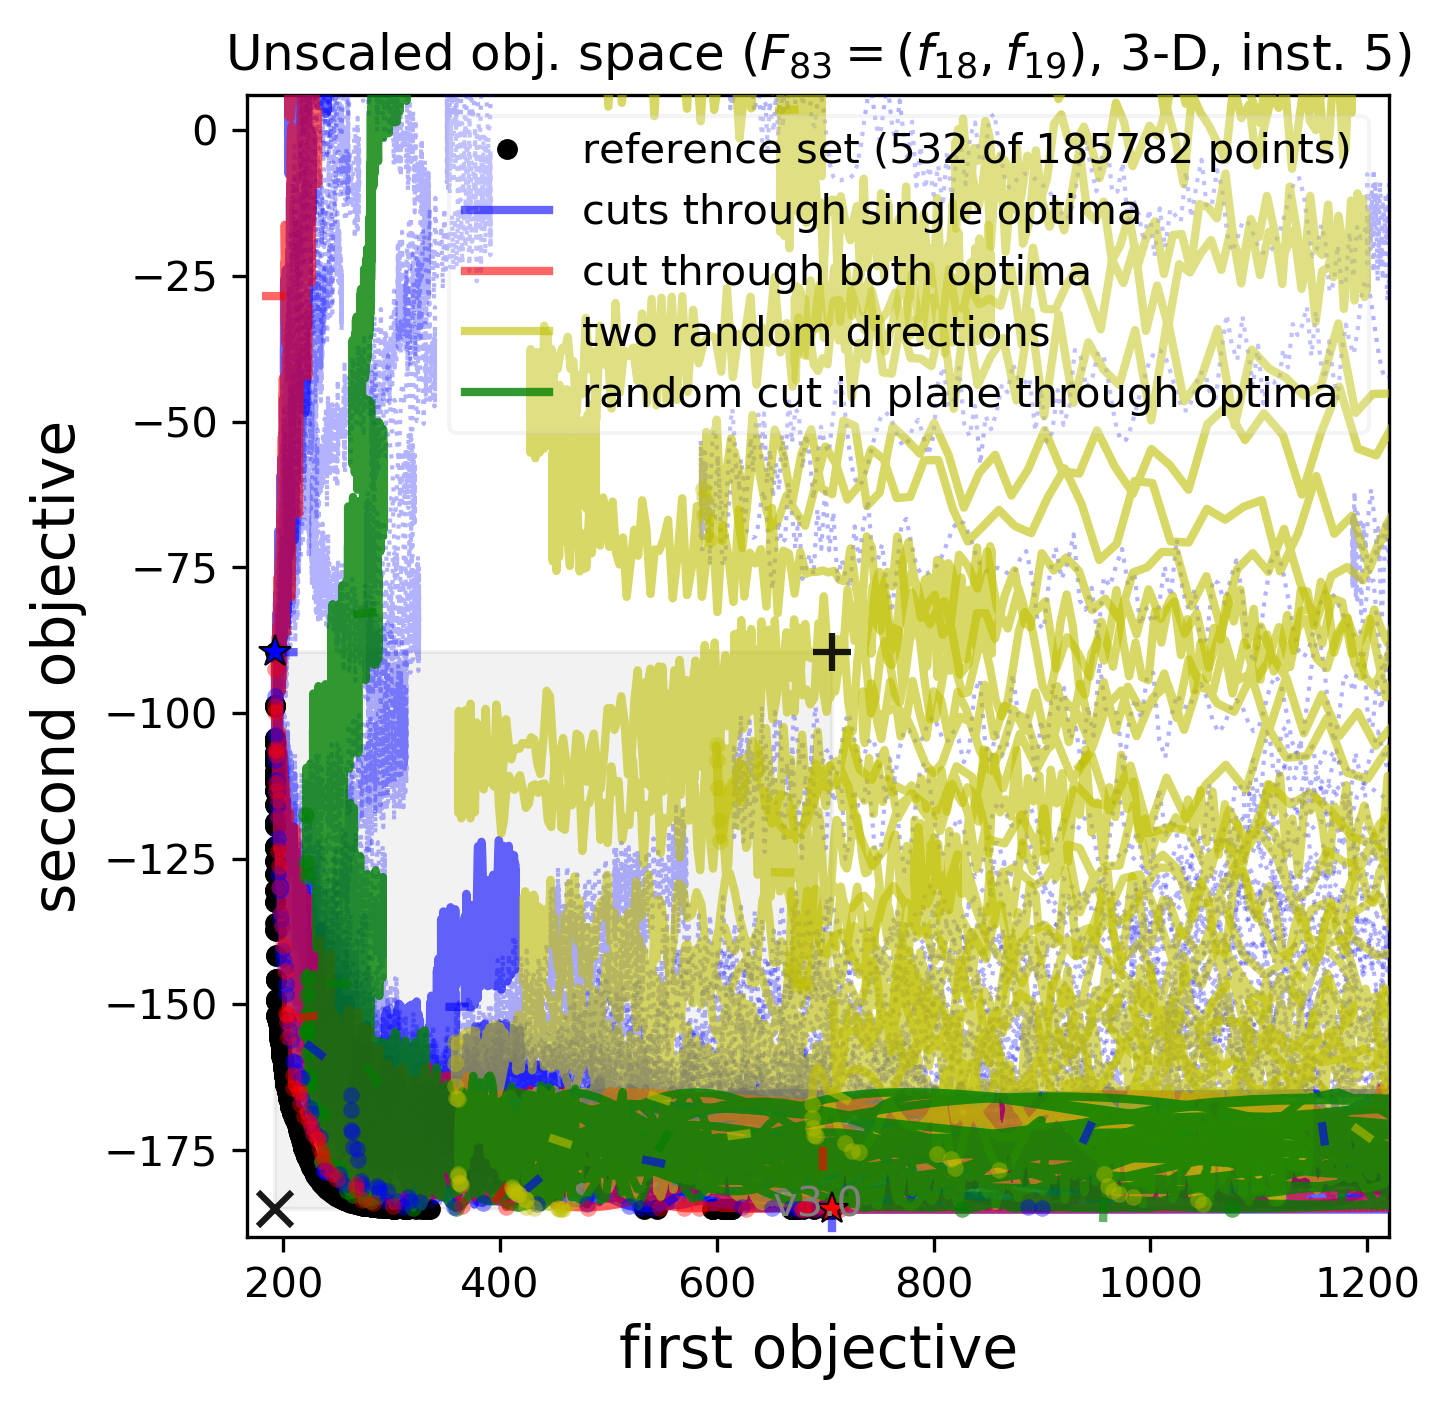 Unscaled obj. space (F83 = (f18, f19), 3-D, inst. 5)
reference set (532 of 185782 points)
cuts through single optima
cut through both optima
two random directions
random cut in plane through optima
second objective
0
−25
−50
−75
−100
−125
−150
−175
v3.0
200 400 600 800 1000 1200
first objective